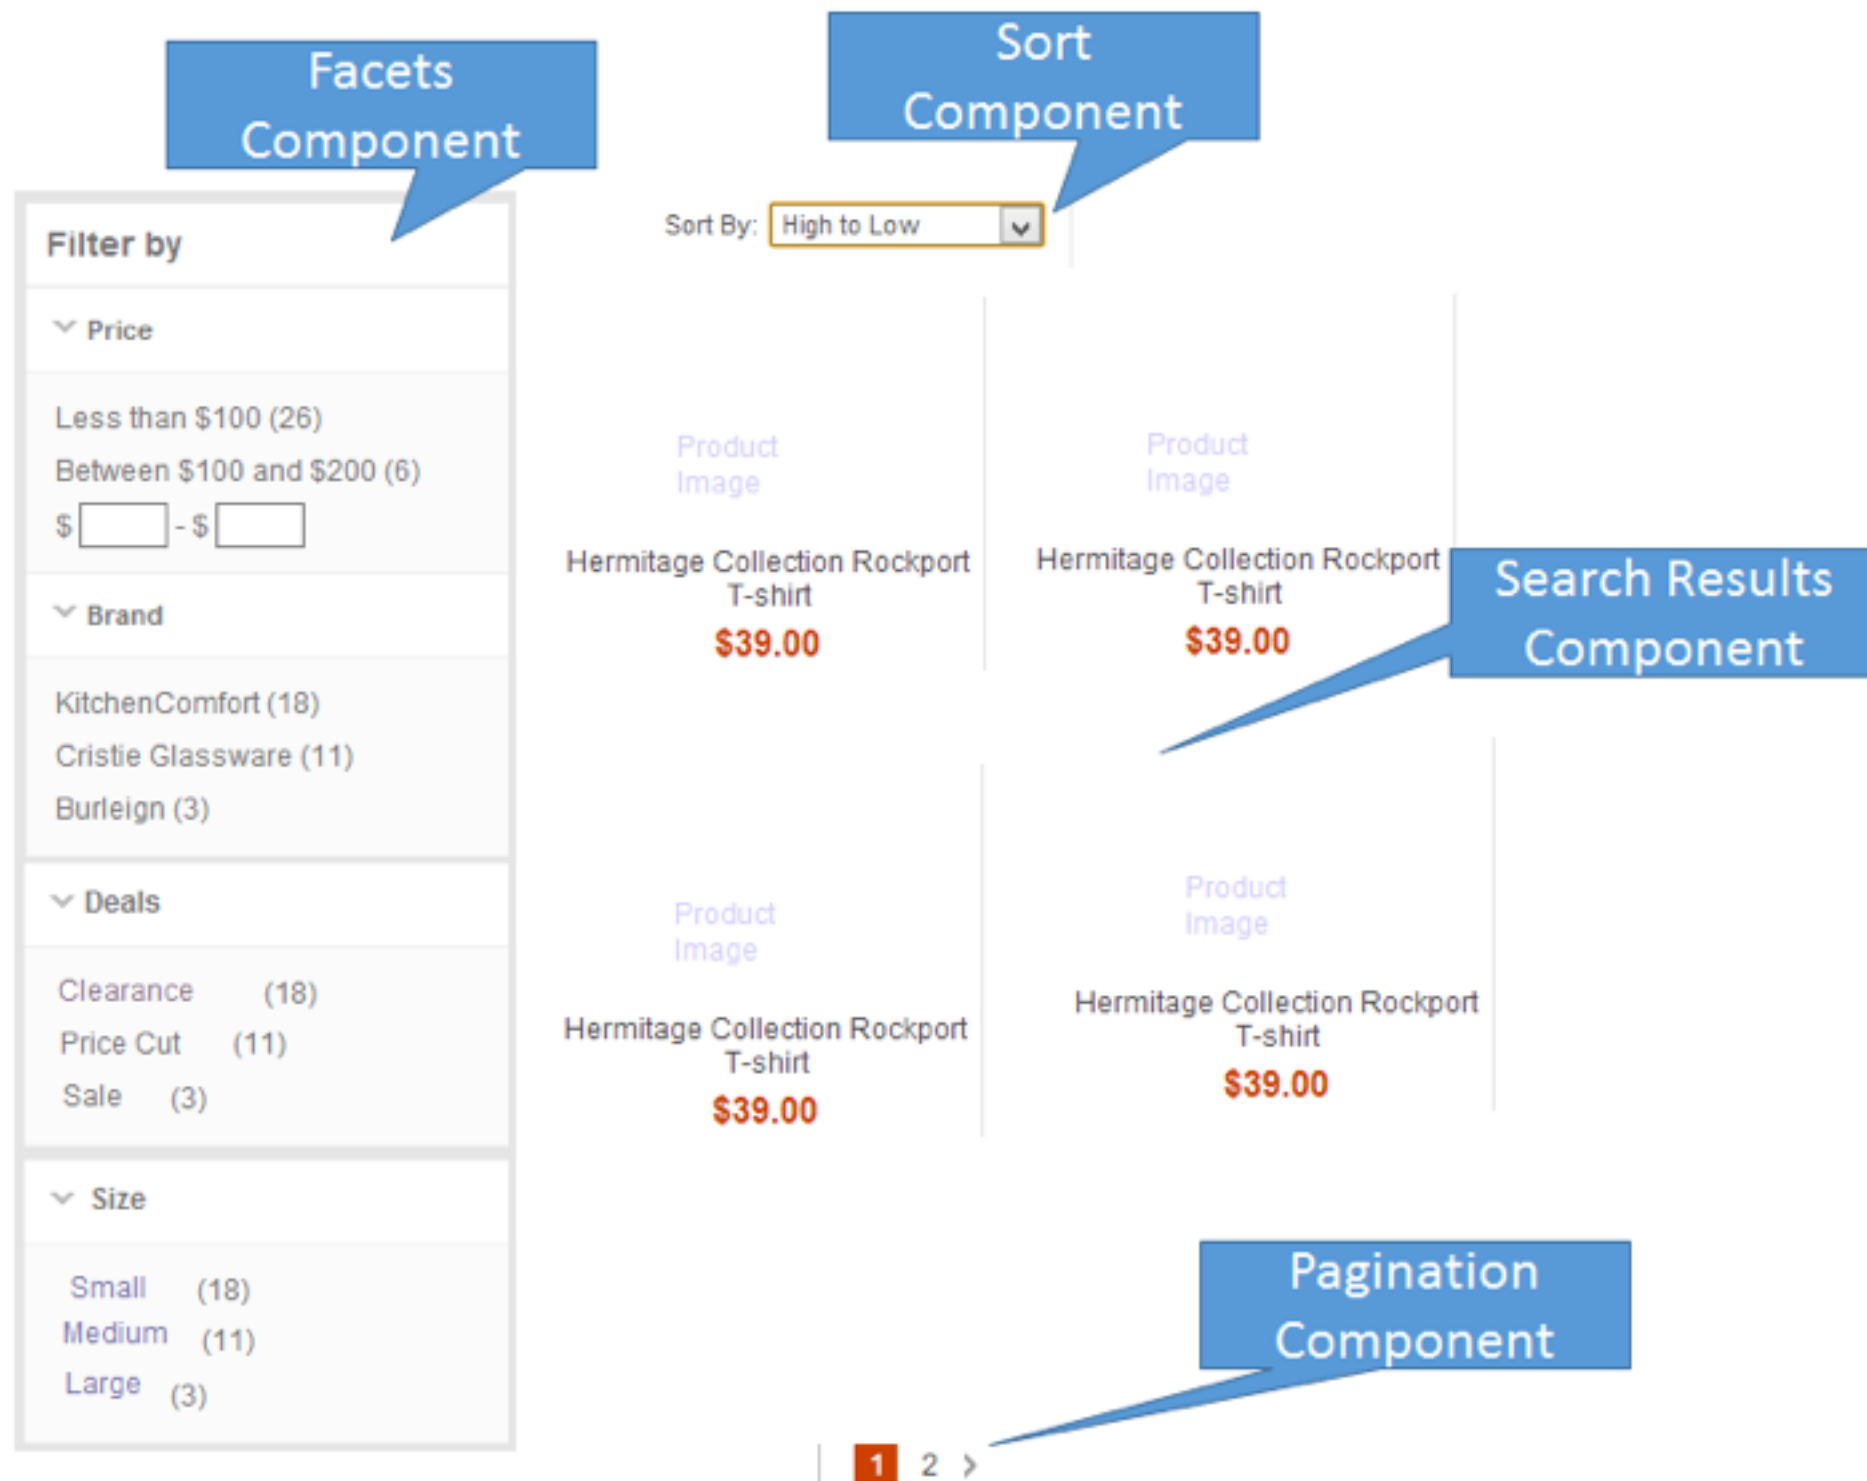 Facets
Component
Sort
Component
Sort By: High to Low
Filter by
Price
Less than $100 (26)
Between $100 and $200 (6)
$ - $
Brand
KitchenComfort (18)
Cristie Glassware (11)
Burleign (3)
Deals
Clearance (18)
Price Cut (11)
Sale (3)
Size
Small (18)
Medium (11)
Large (3)
Product
Image
Hermitage Collection Rockport
T-shirt
$39.00
Product
Image
Hermitage Collection Rockport
T-shirt
$39.00
Search Results
Component
Product
Image
Hermitage Collection Rockport
T-shirt
$39.00
Product
Image
Hermitage Collection Rockport
T-shirt
$39.00
Pagination
Component
1 2 >